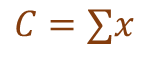 C = ∑x